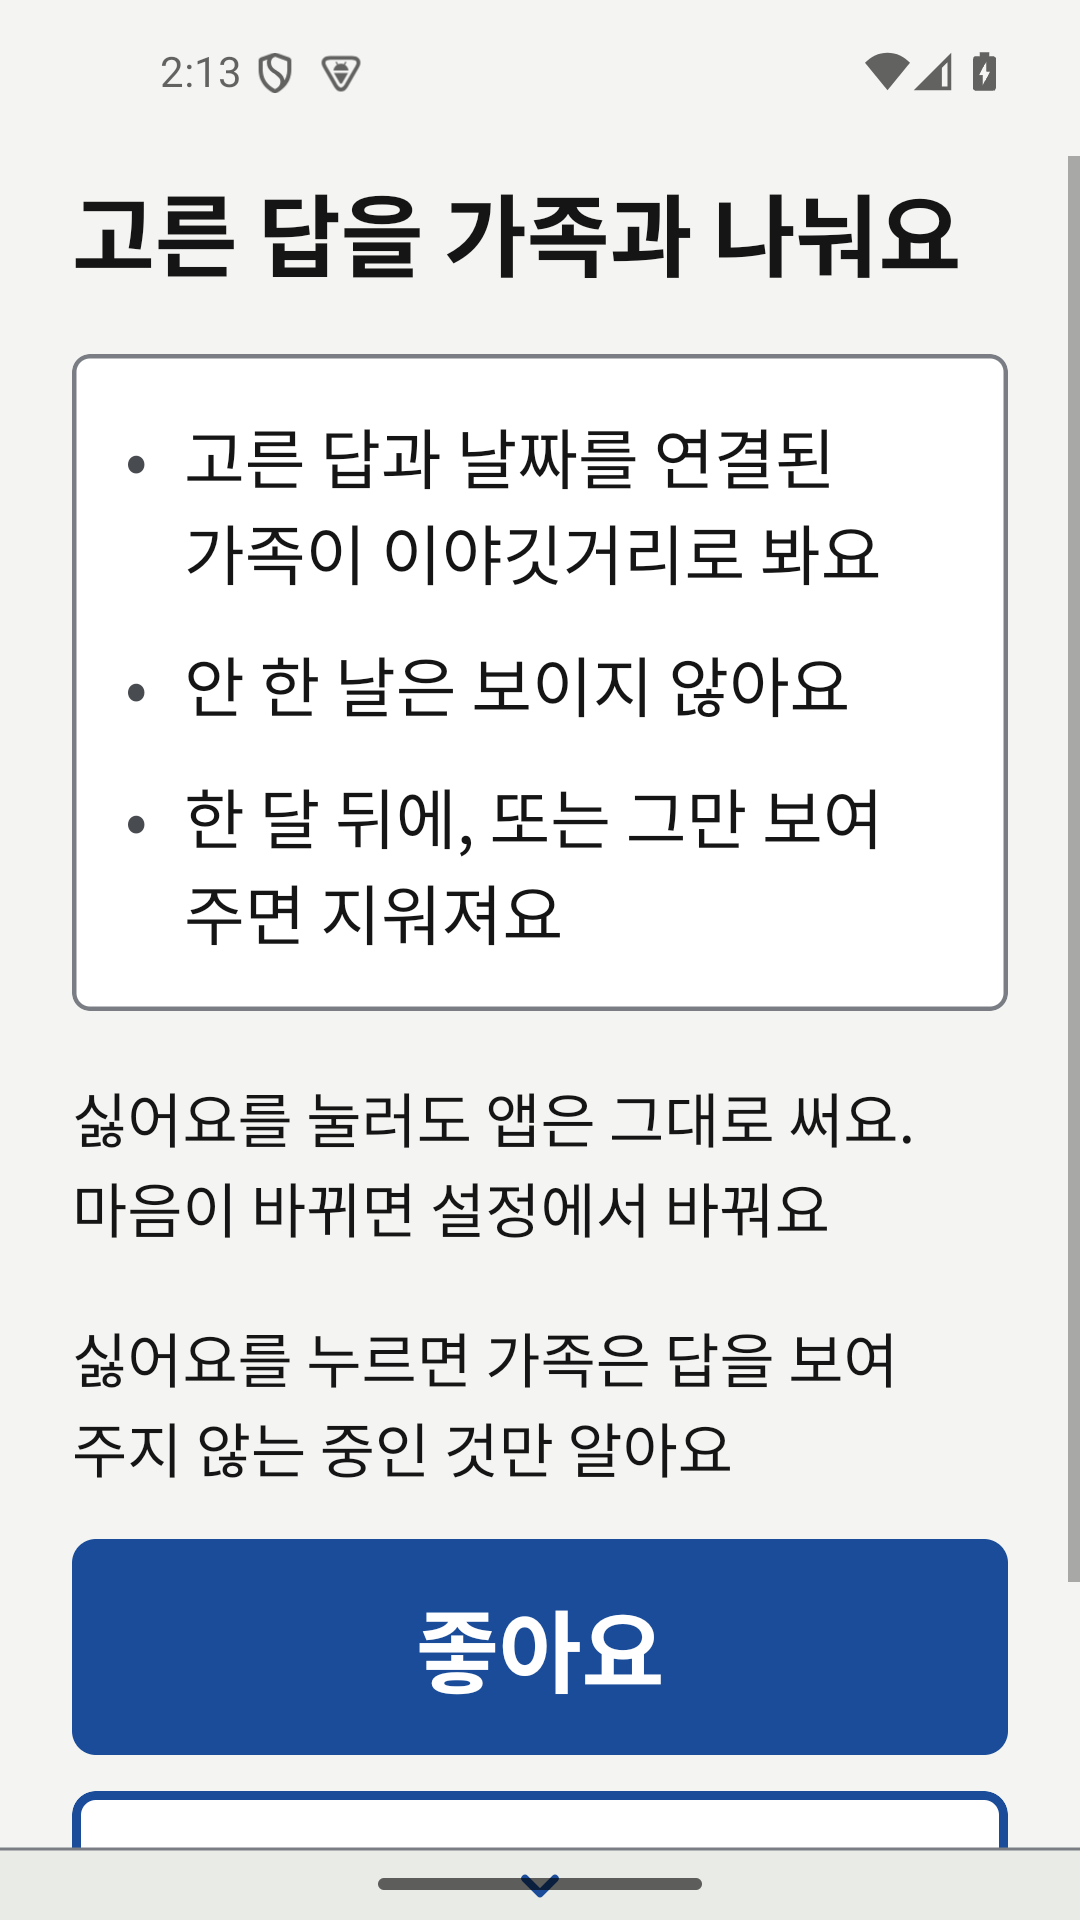 2:13
고른 답을 가족과 나눠요
• 고른 답과 날짜를 연결된
가족이 이야깃거리로 봐요
• 안 한 날은 보이지 않아요
• 한 달 뒤에, 또는 그만 보여
주면 지워져요
싫어요를 눌러도 앱은 그대로 써요.
마음이 바뀌면 설정에서 바꿔요
싫어요를 누르면 가족은 답을 보여
주지 않는 중인 것만 알아요
좋아요